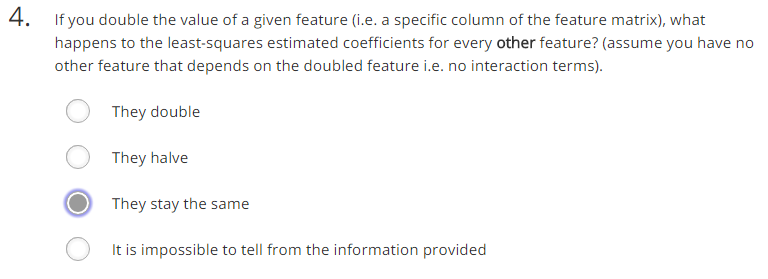 4. If you double the value of a given feature (i.e. a specific column of the feature matrix), what
happens to the least-squares estimated coefficients for every other feature? (assume you have no
other feature that depends on the doubled feature i.e. no interaction terms).
They double
They halve
They stay the same
It is impossible to tell from the information provided